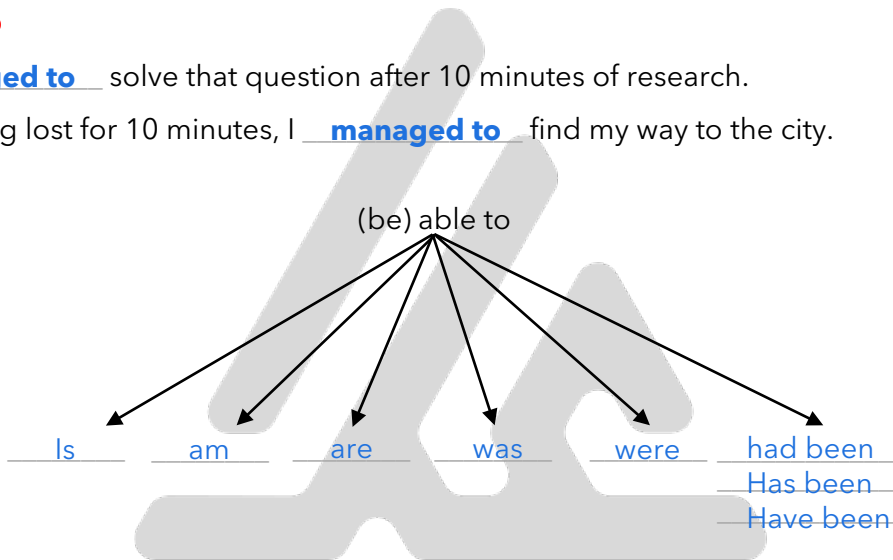 ged to solve that question after 10 minutes of research.
g lost for 10 minutes, I managed to find my way to the city.
(be) able to
Is am are was were had been
Has been
Have been